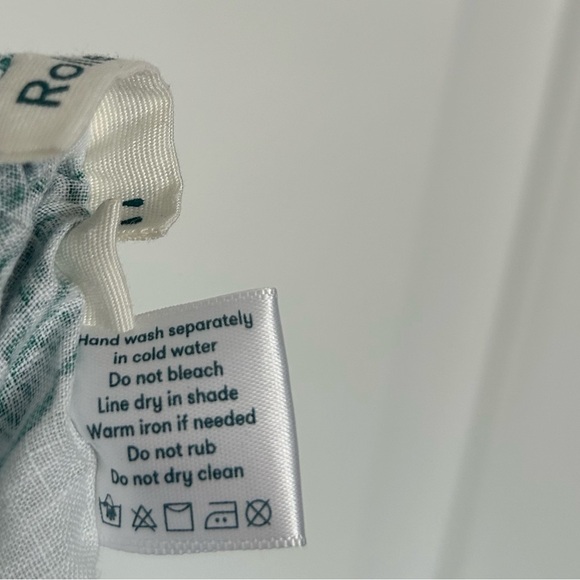 Hand wash separately
in cold water
Do not bleach
Line dry in shade
Warm iron if needed
Do not rub
Do not dry clean